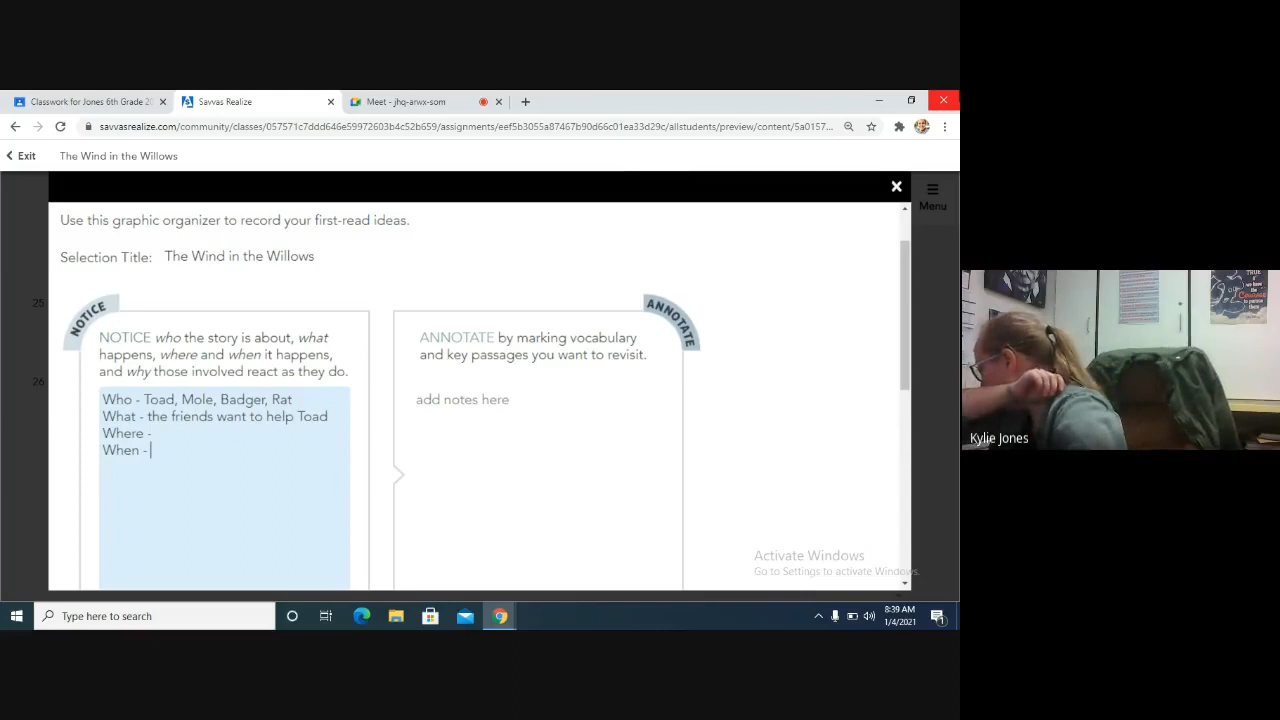 Classwork for Jones 6th Grade 20
Savvas Realize
Meet - jhq-arwx-som
savvasrealize.com/community/classes/057571c7ddd646e59972603b4c52b659/assignments/eef5b3055a87467b90d66c01ea33d29c/allstudents/preview/content/5a0157...
Exit
The Wind in the Willows
Menu
Use this graphic organizer to record your first-read ideas.
Selection Title: The Wind in the Willows
25
26
NOTICE
NOTICE who the story is about, what
happens, where and when it happens,
and why those involved react as they do.
Who - Toad, Mole, Badger, Rat
What - the friends want to help Toad
Where -
When -
ANNOTATE
ANNOTATE by marking vocabulary
and key passages you want to revisit.
add notes here
Activate Windows
Go to Settings to activate Windows.
Type here to search
8:39 AM
1/4/2021
1
TRUE
COURAGE
Kylie Jones